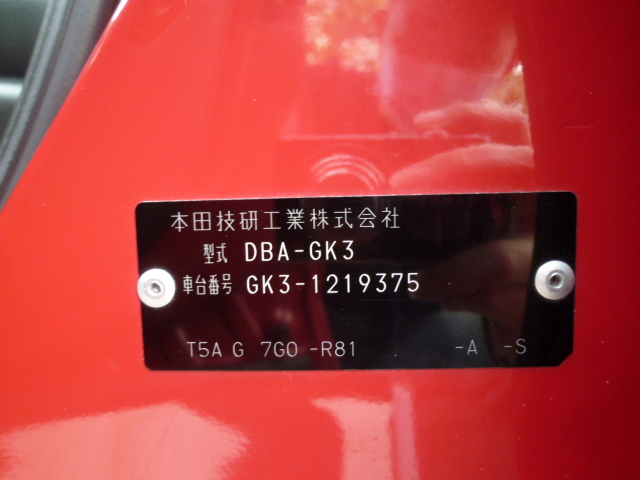 本田技研工業株式会社
型式 DBA-GK3
車台番号 GK3-1219375
T5A G 7G0 -R81 -A -S